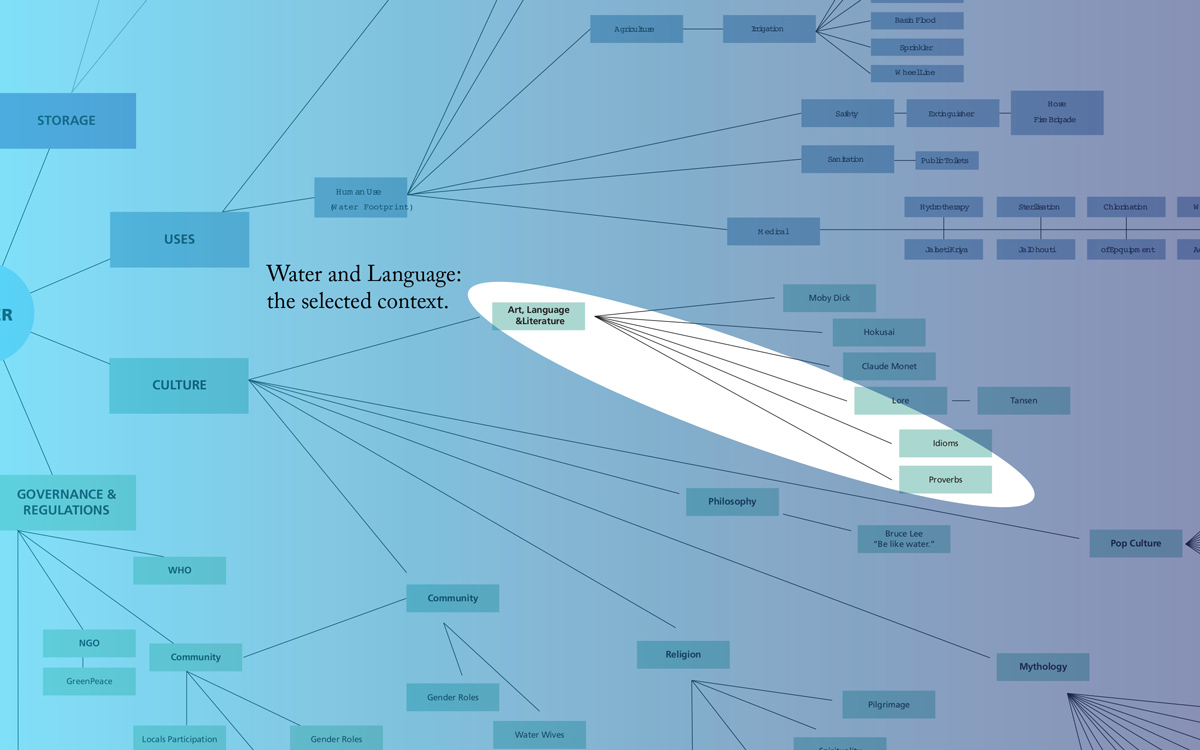 Agriculture
Irrigation
Basin Flood
Sprinkler
Wheel Line
STORAGE
Safety
Extinguisher
Hose
Fire Brigade
Sanitation
Public Toilets
Human Use
(Water Footprint)
Medical
Hydrotherapy
Sterilisation
Chlorination
W
USES
Jalneti Kriya
Jal Dhouti
of Equipment
Water and Language:
the selected context.
Art, Language
&Literature
Moby Dick
Hokusai
Claude Monet
Lore
Tansen
Idioms
Proverbs
ER
CULTURE
GOVERNANCE &
REGULATIONS
Philosophy
Bruce Lee
“Be like water.”
Pop Culture
WHO
Community
NGO
Community
GreenPeace
Religion
Mythology
Gender Roles
Pilgrimage
Water Wives
Locals Participation
Gender Roles